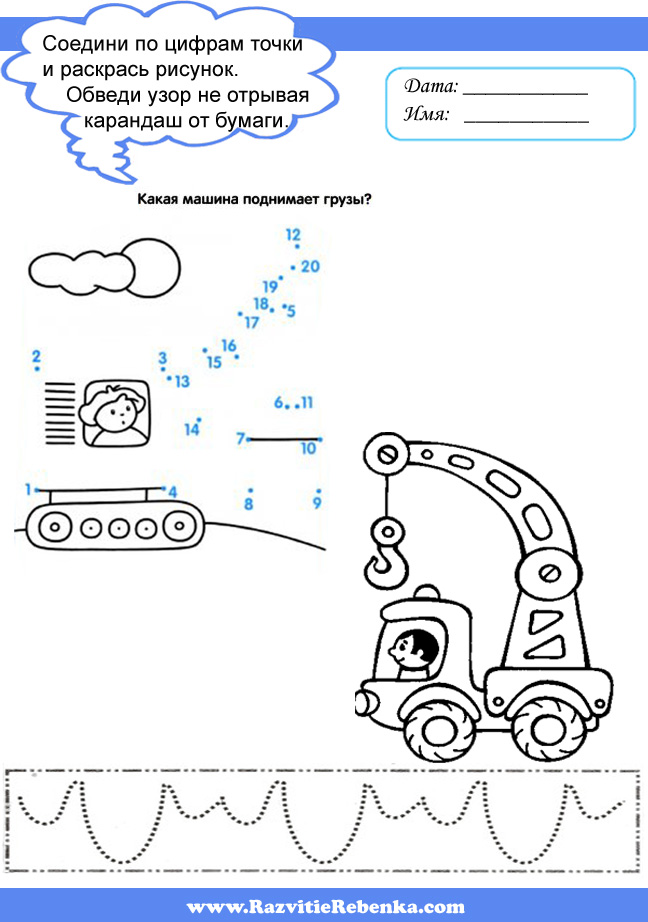 Соедини по цифрам точки
и раскрась рисунок.
Обведи узор не отрывая
карандаш от бумаги.
Дата: ____________
Имя: ____________
Какая машина поднимает грузы?
12
20
19
18 5
17
16
2 3 15
13
6 11
14
7 10
1 4
8 9
www.RazvitieRebenka.com